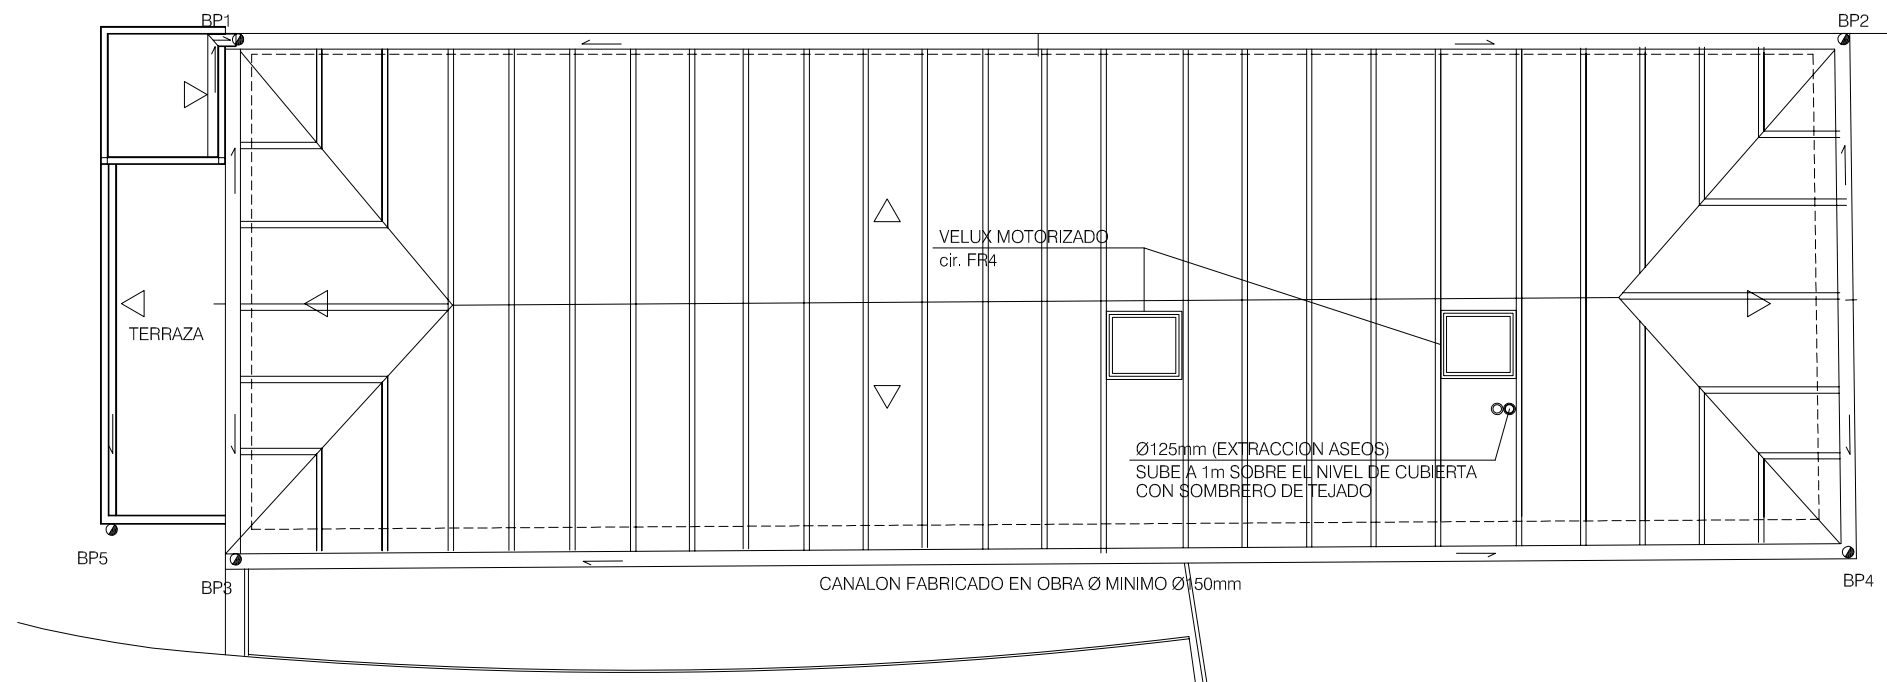 BP1
BP2
VELUX MOTORIZADO
cir. FR4
TERRAZA
Ø125mm (EXTRACCION ASEOS)
SUBE A 1m SOBRE EL NIVEL DE CUBIERTA
CON SOMBRERO DE TEJADO
BP5
BP3
CANALON FABRICADO EN OBRA Ø MINIMO Ø150mm
BP4